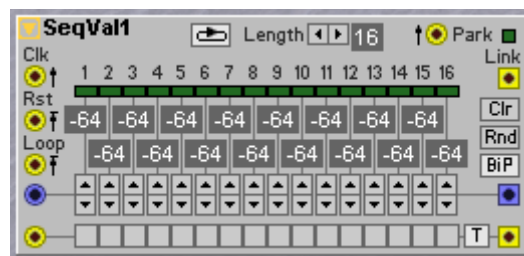 SeqVal1 Length 16 Park
Clk Link
1 2 3 4 5 6 7 8 9 10 11 12 13 14 15 16
Rst
-64 -64 -64 -64 -64 -64 -64 -64 Clr
Loop Rnd
-64 -64 -64 -64 -64 -64 -64 -64 BiP
T